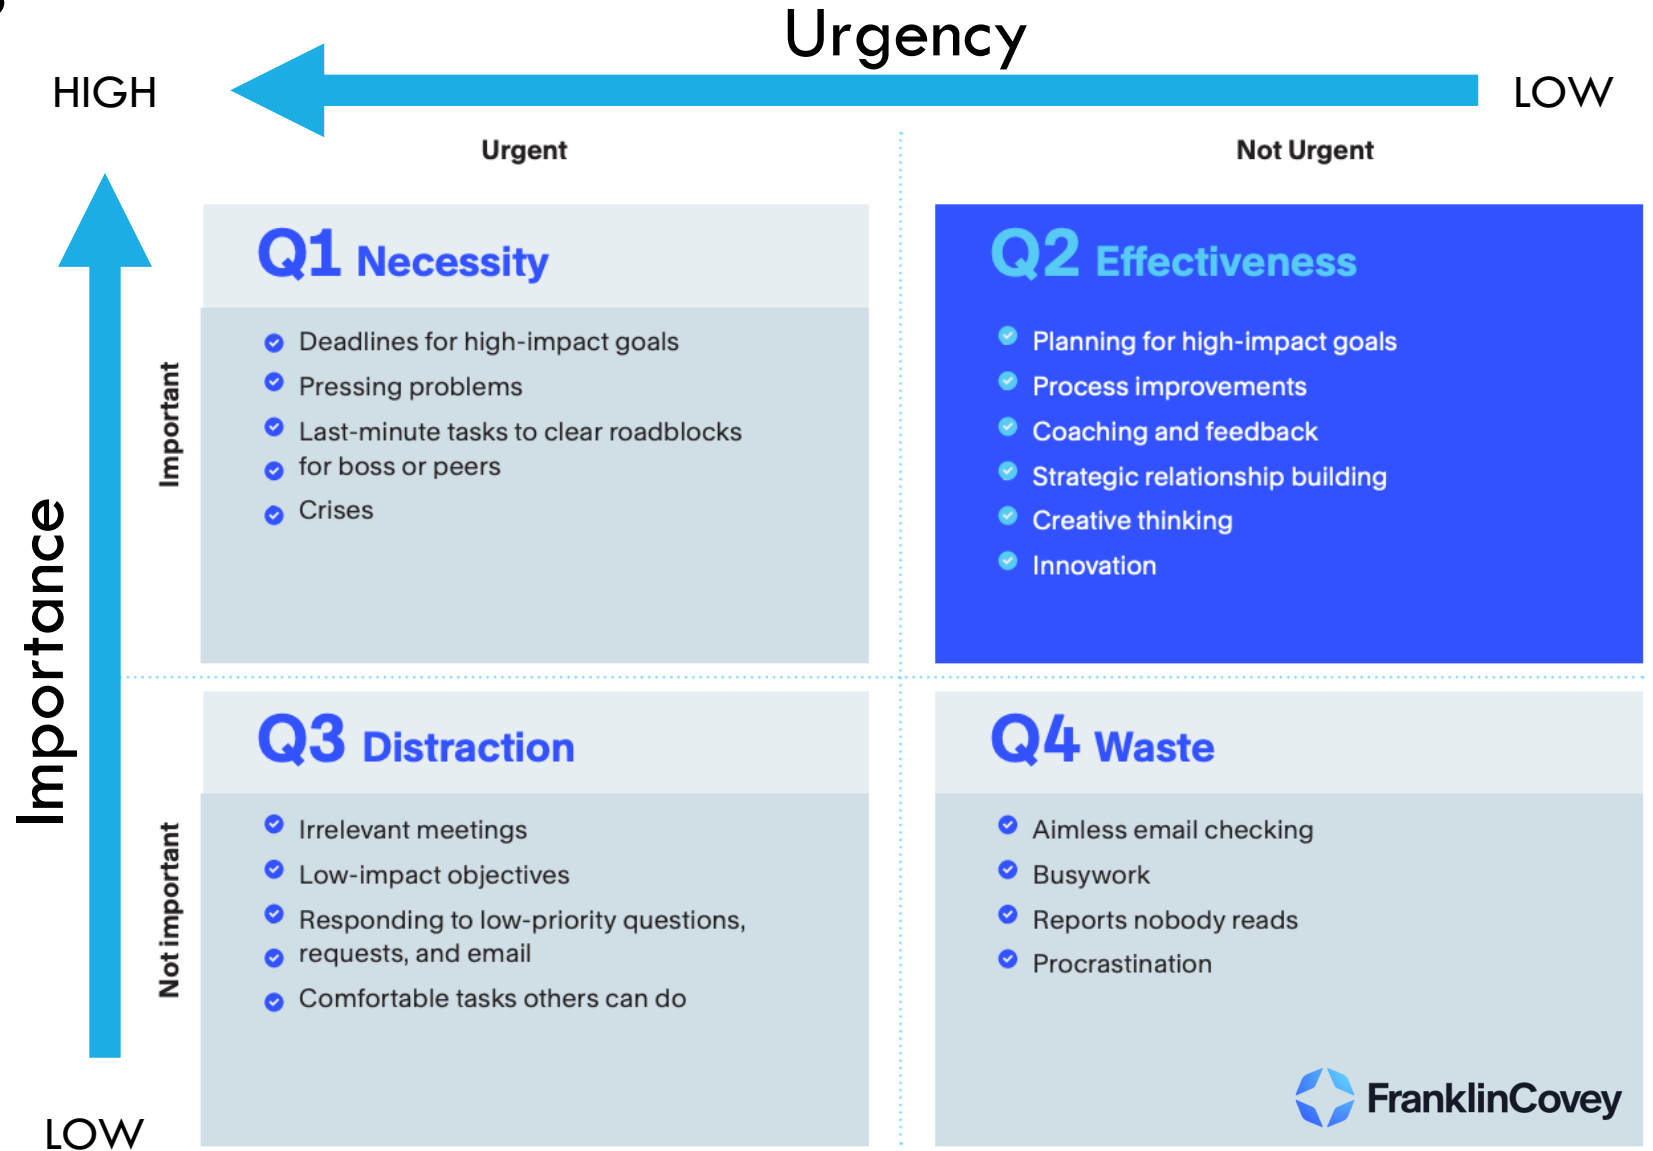 Urgency
HIGH
LOW
Urgent
Not Urgent
Importance
Important
Q1 Necessity
Deadlines for high-impact goals
Pressing problems
Last-minute tasks to clear roadblocks
for boss or peers
Crises
Q2 Effectiveness
Planning for high-impact goals
Process improvements
Coaching and feedback
Strategic relationship building
Creative thinking
Innovation
Not important
Q3 Distraction
Irrelevant meetings
Low-impact objectives
Responding to low-priority questions,
requests, and email
Comfortable tasks others can do
Q4 Waste
Aimless email checking
Busywork
Reports nobody reads
Procrastination
FranklinCovey
LOW